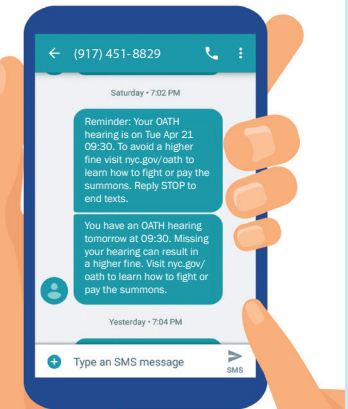 (917) 451-8829
Saturday • 7:02 PM
Reminder: Your OATH
hearing is on Tue Apr 21
09:30. To avoid a higher
fine visit nyc.gov/oath to
learn how to fight or pay the
summons. Reply STOP to
end texts.
You have an OATH hearing
tomorrow at 09:30. Missing
your hearing can result in
a higher fine. Visit nyc.gov/
oath to learn how to fight or
pay the summons.
Yesterday • 7:04 PM
Type an SMS message
SMS